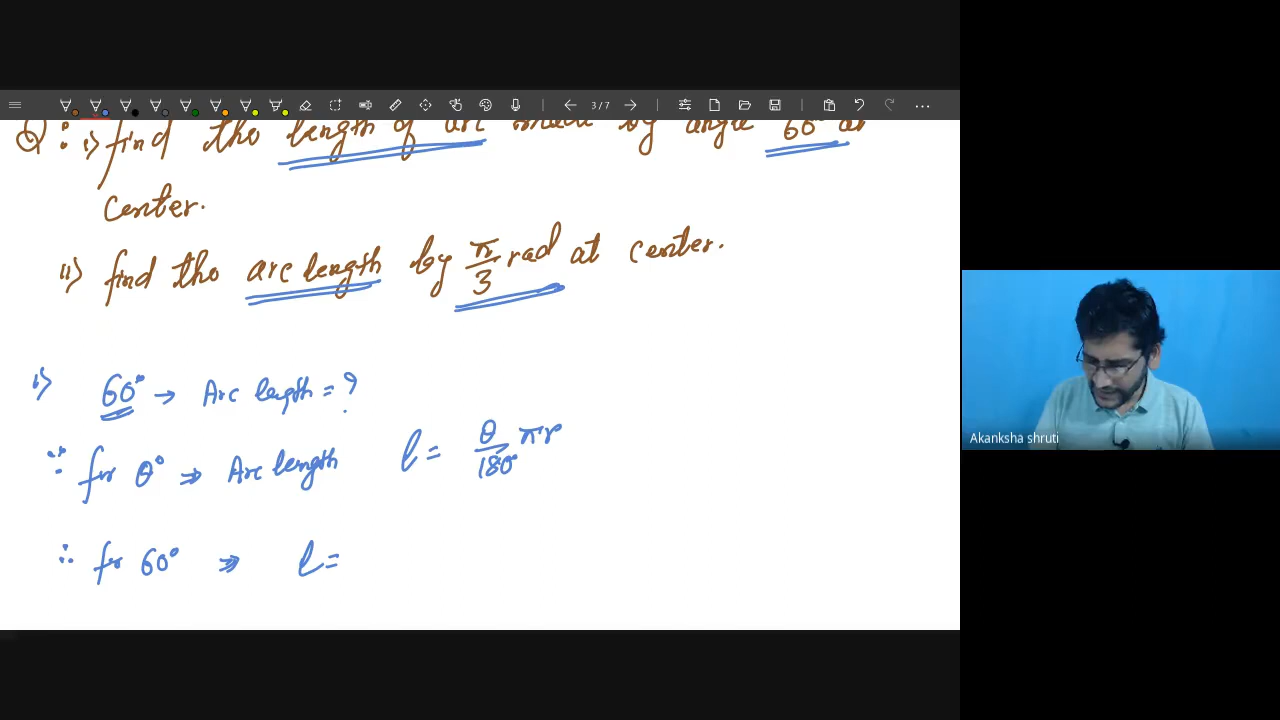 3/7
Q: i) find the length of arc made by angle 60° at
center.
ii) find the arc length by π/3 rad at center.
i) 60° → Arc length = ?
∵ for θ° ⇒ Arc length l = θ/180° πr
∴ for 60° ⇒ l =
Akanksha shruti